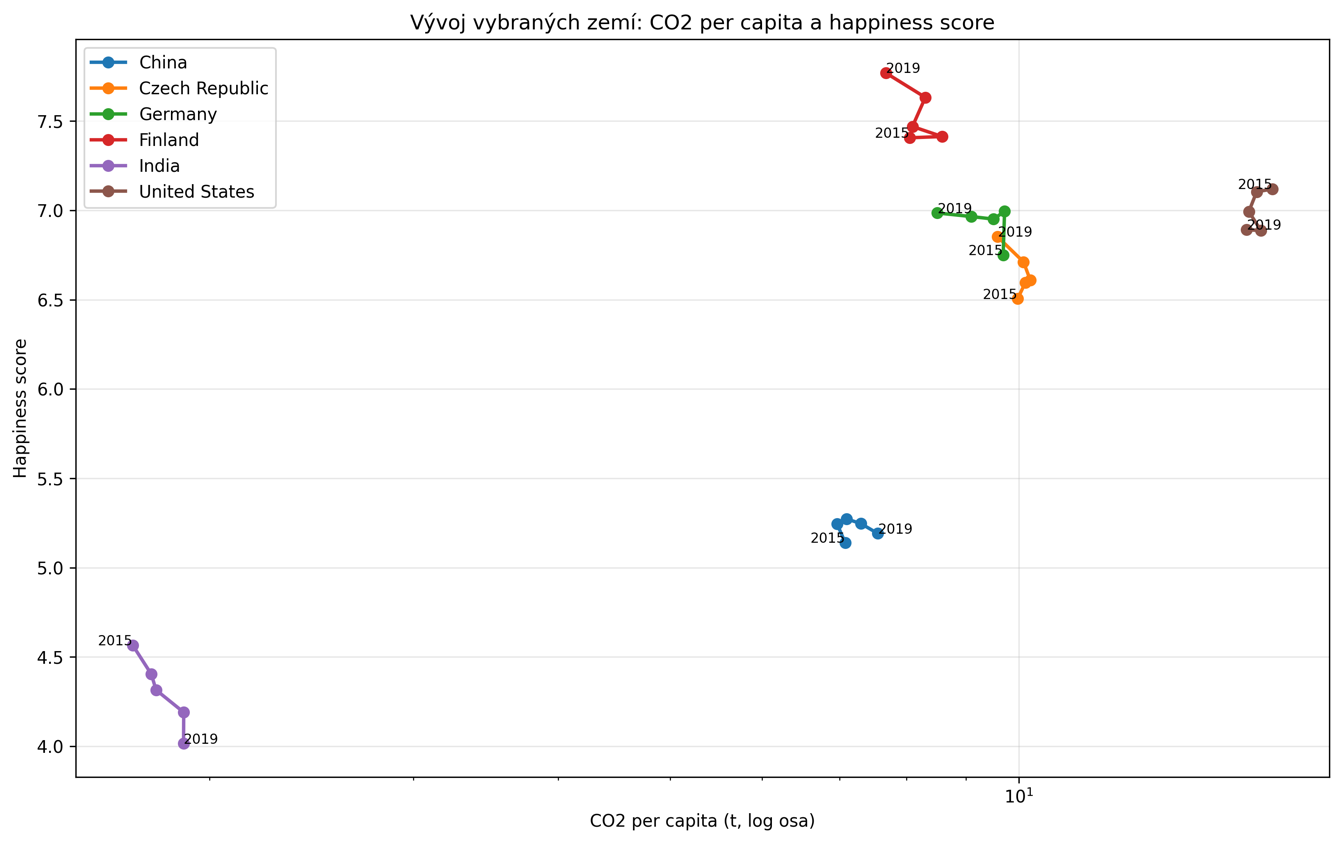 Vývoj vybraných zemí: CO2 per capita a happiness score
China
Czech Republic
Germany
Finland
India
United States
Happiness score
7.5
7.0
6.5
6.0
5.5
5.0
4.5
4.0
2019
2015
2015
2019
2019
2019
2015
2015
2015
2019
2015
2019
10¹
CO2 per capita (t, log osa)